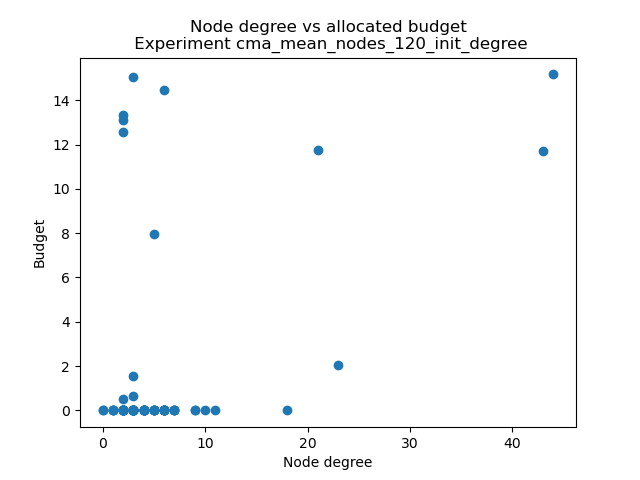 Node degree vs allocated budget
Experiment cma_mean_nodes_120_init_degree
14
12
10
8
6
4
2
0
Budget
0 10 20 30 40
Node degree